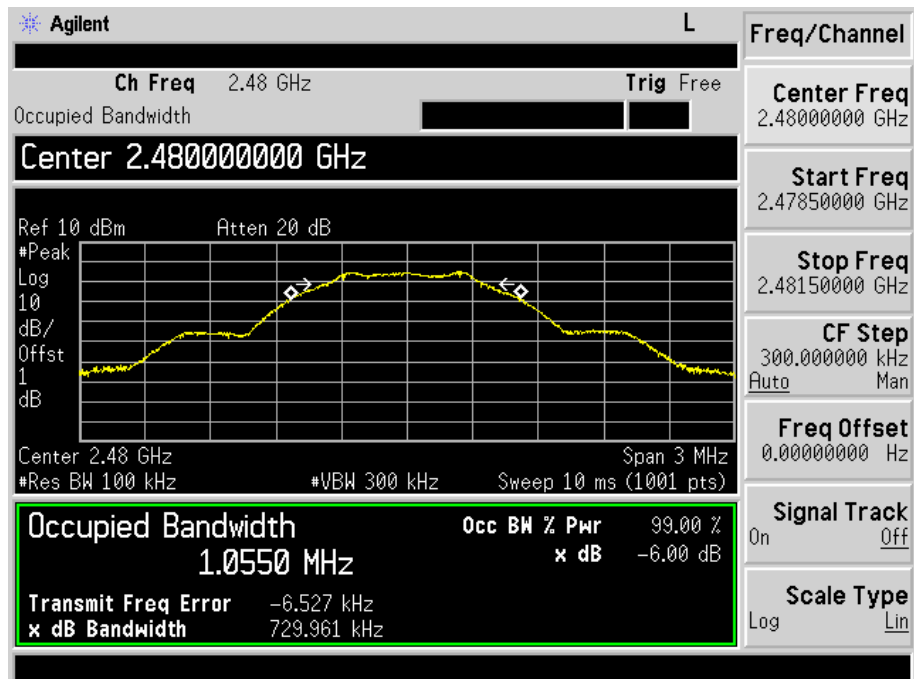 Agilent
L
Ch Freq 2.48 GHz Trig Free
Occupied Bandwidth
Center 2.480000000 GHz
Ref 10 dBm Atten 20 dB
#Peak
Log
10
dB/
Offst
1
dB
Center 2.48 GHz Span 3 MHz
#Res BW 100 kHz #VBW 300 kHz Sweep 10 ms (1001 pts)
Occupied Bandwidth
1.0550 MHz
Occ BW % Pwr 99.00 %
x dB -6.00 dB
Transmit Freq Error -6.527 kHz
x dB Bandwidth 729.961 kHz
Freq/Channel
Center Freq
2.48000000 GHz
Start Freq
2.47850000 GHz
Stop Freq
2.48150000 GHz
CF Step
300.000000 kHz
Auto Man
Freq Offset
0.00000000 Hz
Signal Track
On Off
Scale Type
Log Lin